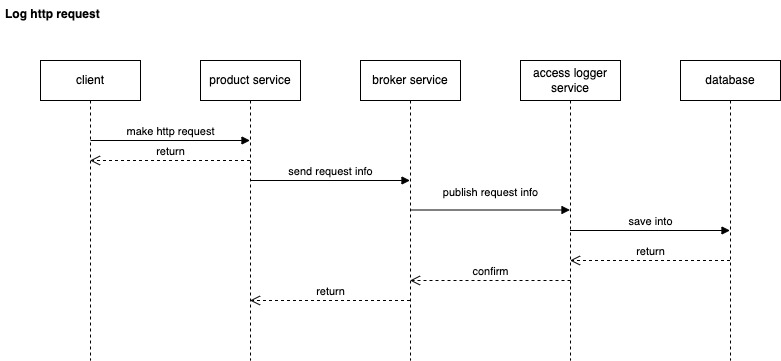 Log http request
client
product service
broker service
access logger
service
database
make http request
return
send request info
publish request info
save into
return
confirm
return